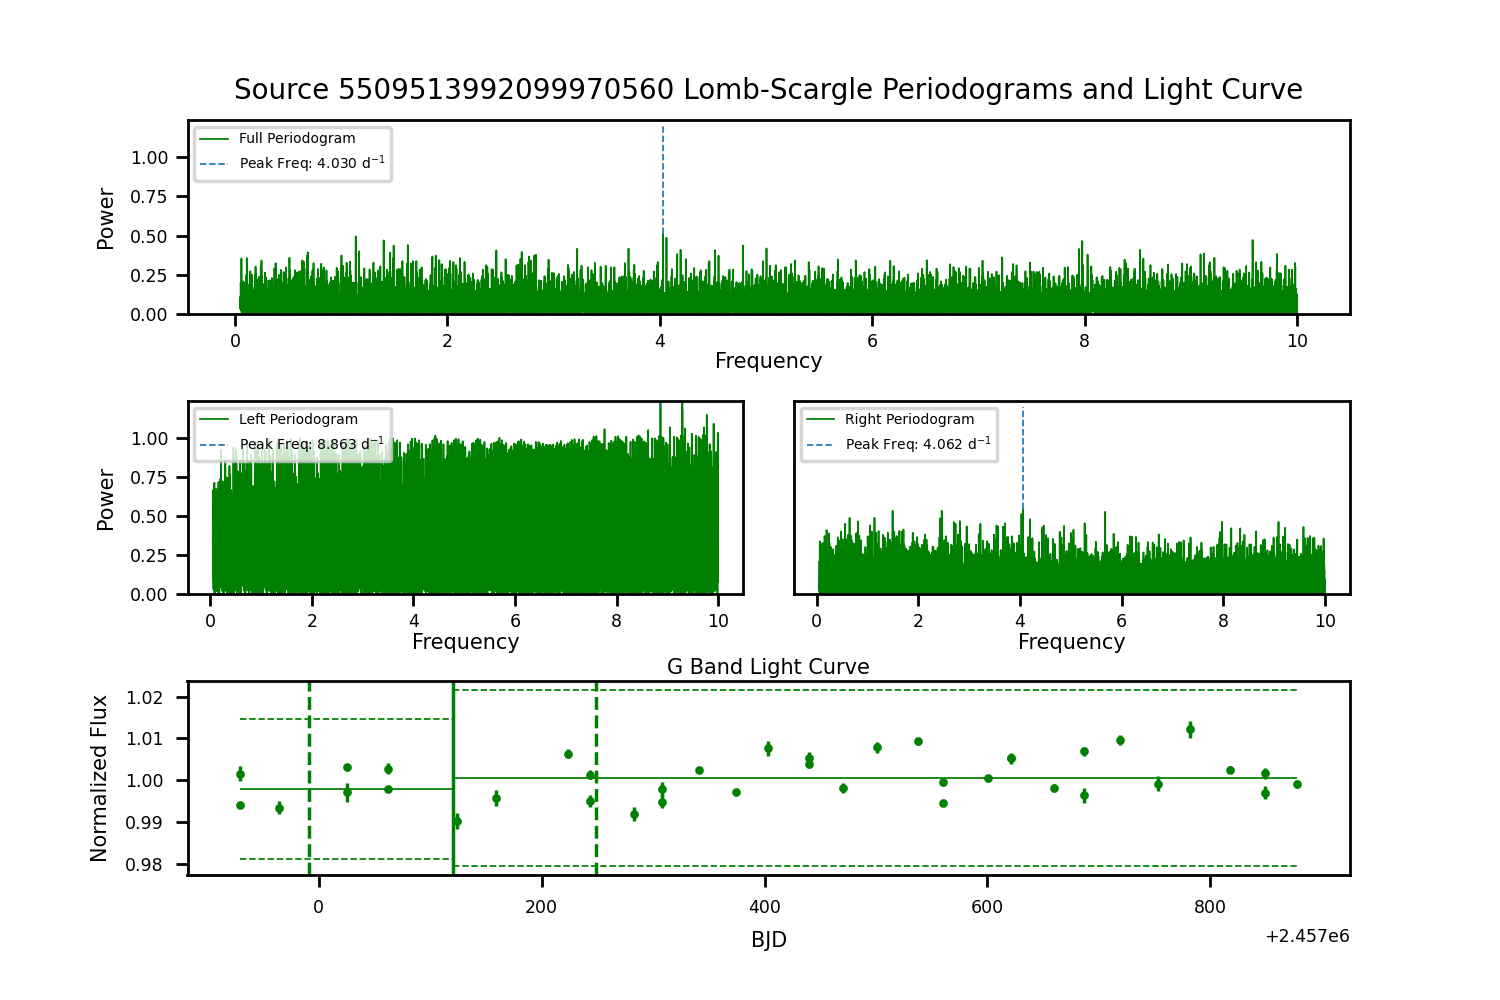 Source 5509513992099970560 Lomb-Scargle Periodograms and Light Curve
Full Periodogram
Peak Freq: 4.030 d⁻¹
Power
1.00
0.75
0.50
0.25
0.00
0 2 4 6 8 10
Frequency
Left Periodogram
Peak Freq: 8.863 d⁻¹
Power
1.00
0.75
0.50
0.25
0.00
0 2 4 6 8 10
Frequency
Right Periodogram
Peak Freq: 4.062 d⁻¹
0 2 4 6 8 10
Frequency
G Band Light Curve
Normalized Flux
1.02
1.01
1.00
0.99
0.98
0 200 400 600 800
BJD
+2.457e6